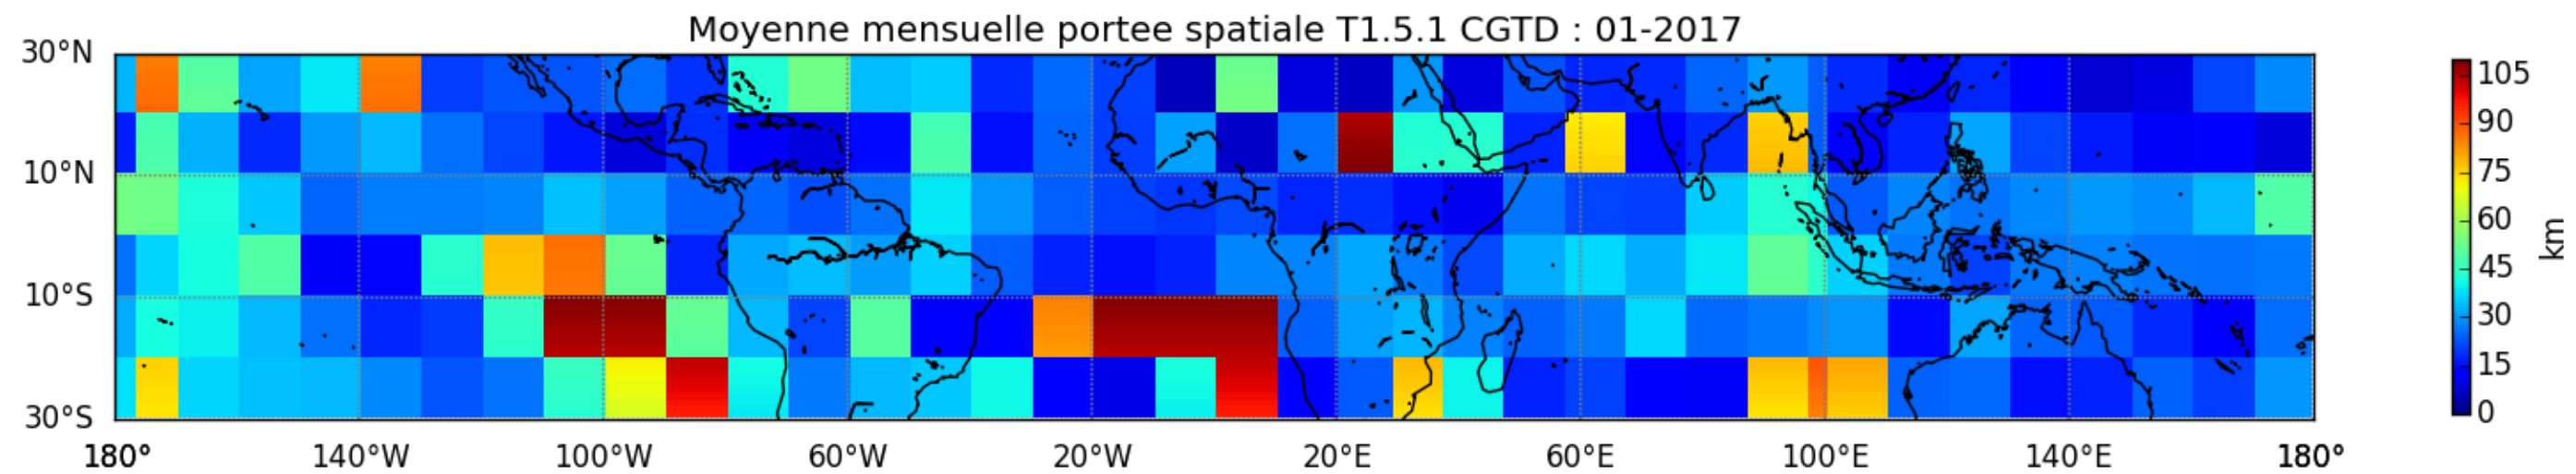 Moyenne mensuelle portee spatiale T1.5.1 CGTD : 01-2017
30°N
10°N
10°S
30°S
180° 140°W 100°W 60°W 20°W 20°E 60°E 100°E 140°E 180°
105
90
75
60
45
30
15
0
km